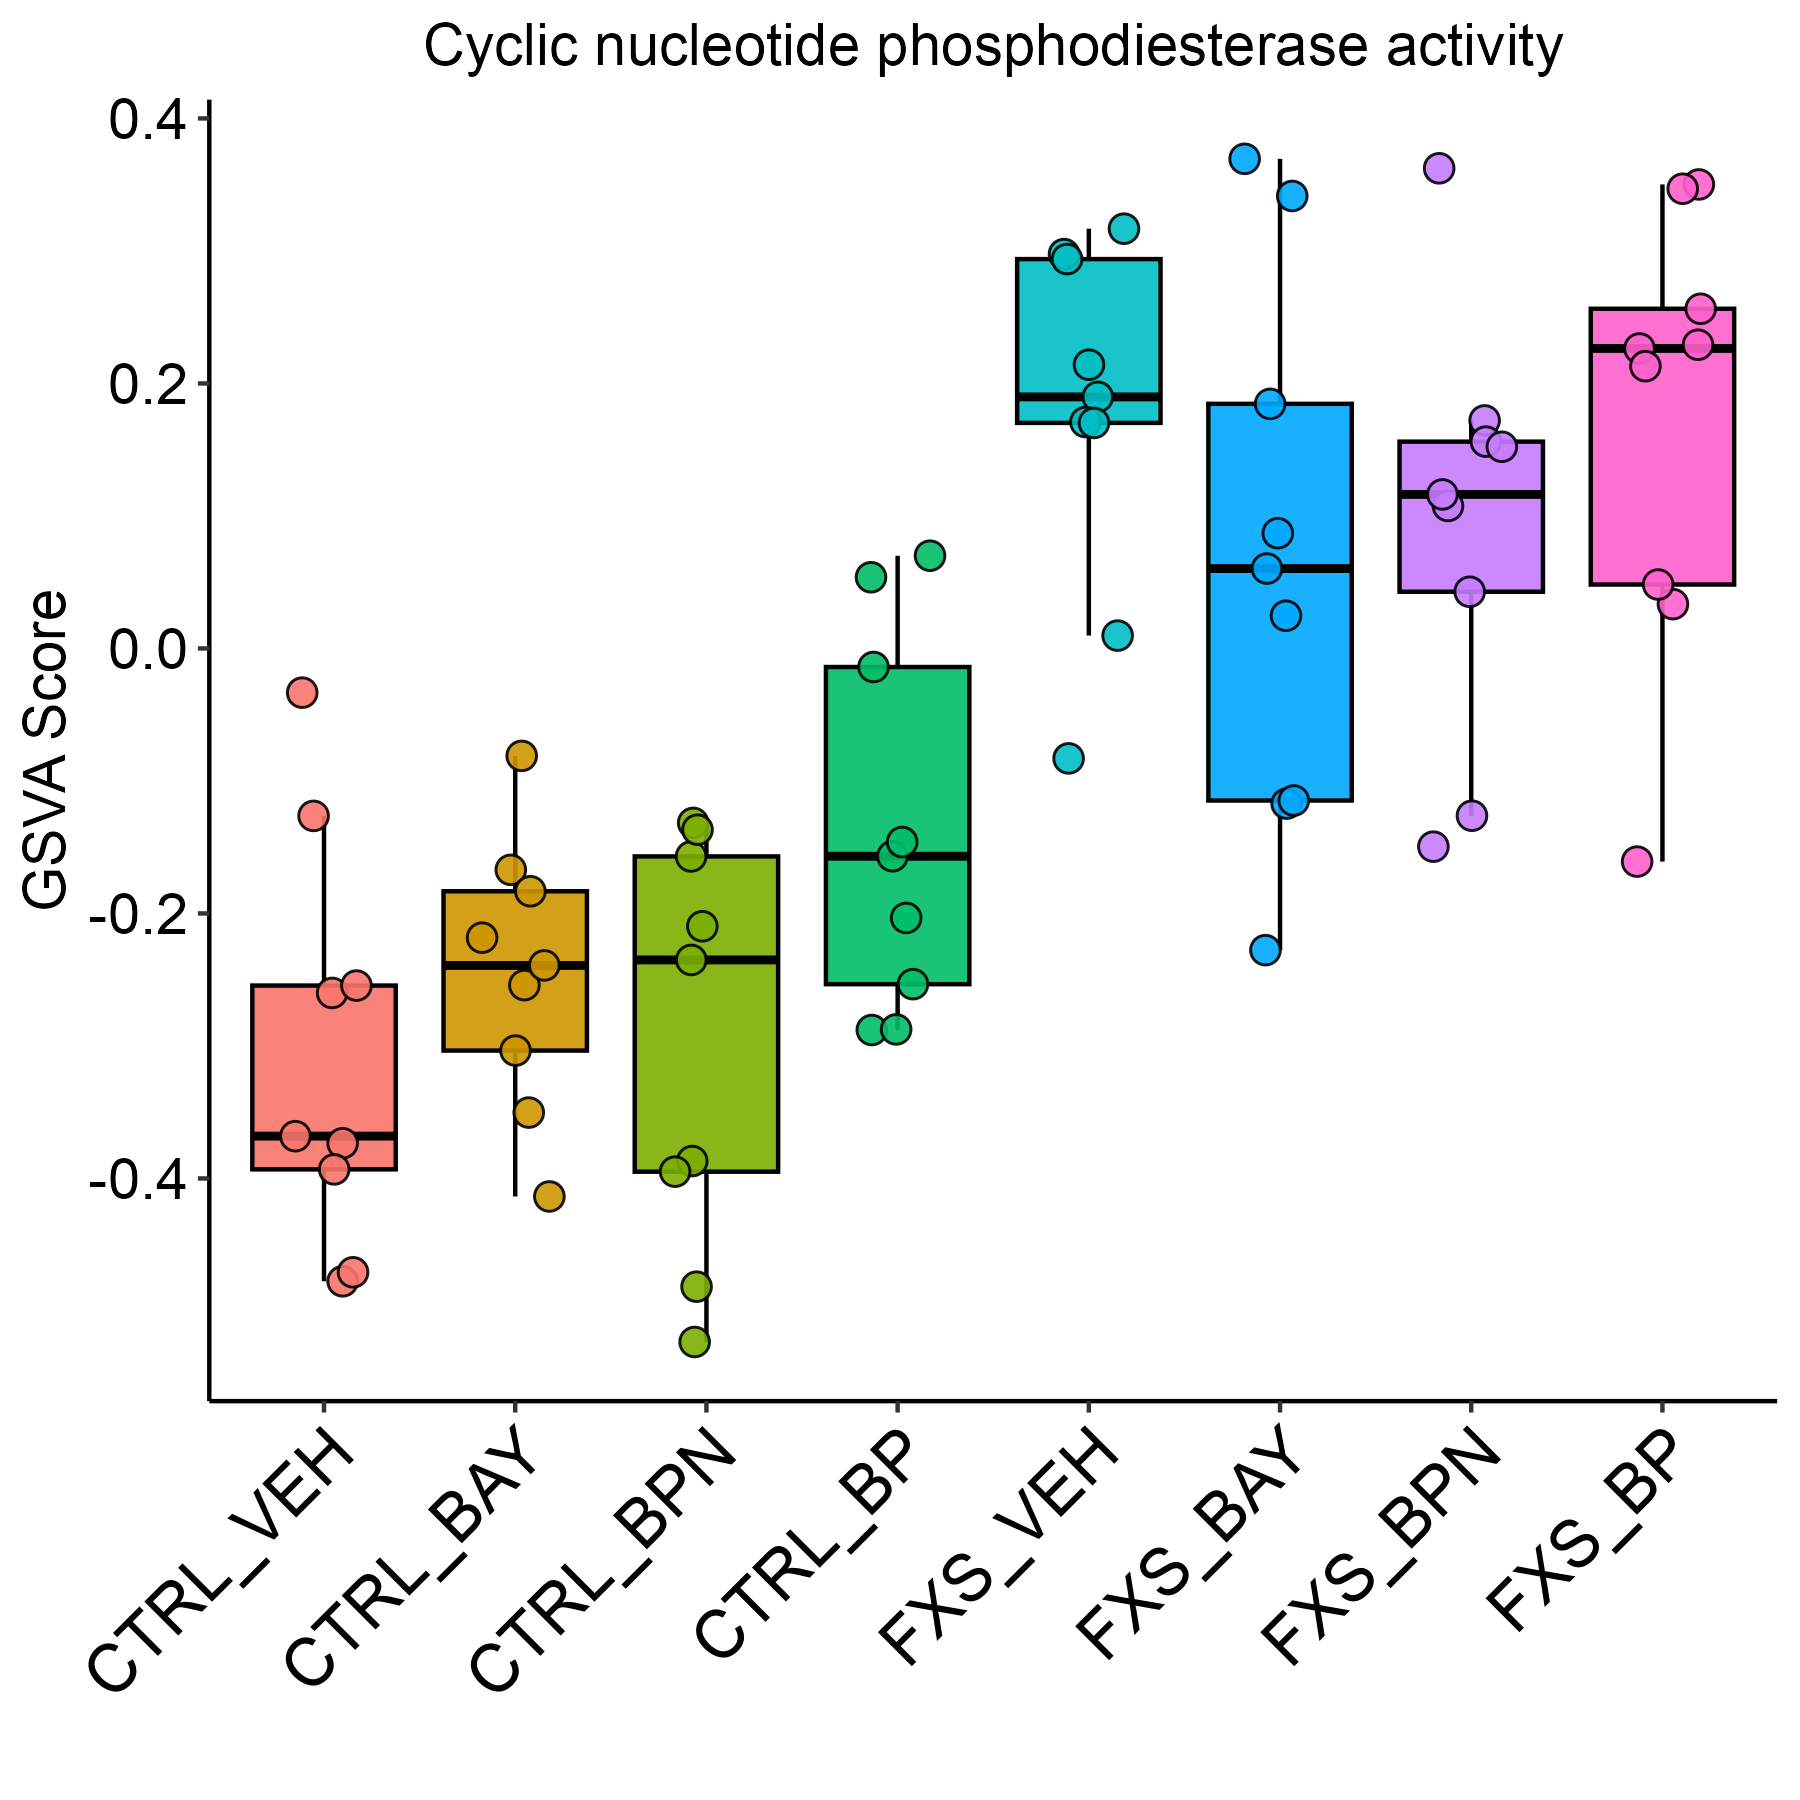 Cyclic nucleotide phosphodiesterase activity
GSVA Score
0.4
0.2
0.0
-0.2
-0.4
CTRL_VEH
CTRL_BAY
CTRL_BPN
CTRL_BP
FXS_VEH
FXS_BAY
FXS_BPN
FXS_BP